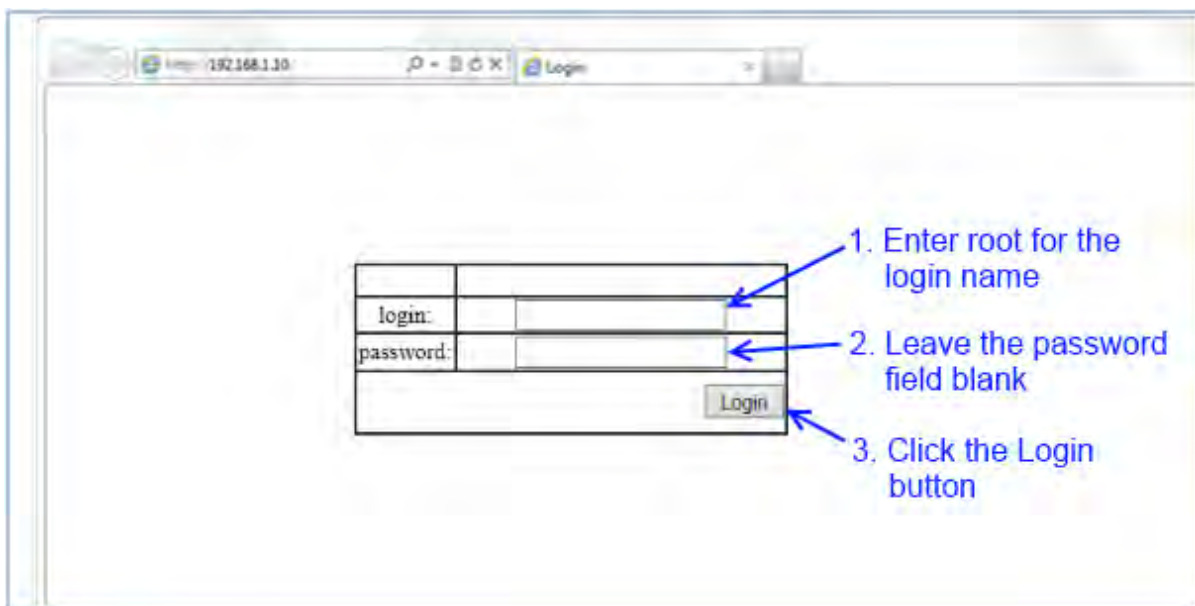 192.168.1.10
Login
1. Enter root for the
login name
login:
password:
2. Leave the password
field blank
Login
3. Click the Login
button